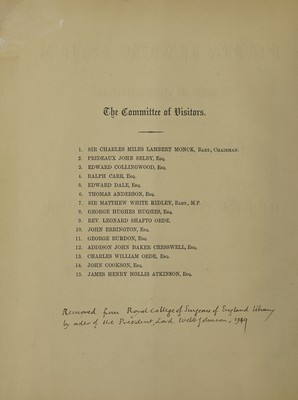 The Committee of Visitors.
1. SIR CHARLES MILES LAMBERT MONCK, BART., CHAIRMAN.
2. PRIDEAUX JOHN SELBY, ESQ.
3. EDWARD COLLINGWOOD, ESQ.
4. RALPH CARR, ESQ.
5. EDWARD DALE, ESQ.
6. THOMAS ANDERSON, ESQ.
7. SIR MATTHEW WHITE RIDLEY, BART., M.P.
8. GEORGE HUGHES HUGHES, ESQ.
9. REV. LEONARD SHAFTO ORDE.
10. JOHN ERRINGTON, ESQ.
11. GEORGE BURDON, ESQ.
12. ADDISON JOHN BAKER CRESSWELL, ESQ.
13. CHARLES WILLIAM ORDE, ESQ.
14. JOHN COOKSON, ESQ.
15. JAMES HENRY HOLLIS ATKINSON, ESQ.
Removed from Royal College of Surgeons of England Library
by order of the President, Lord Webb-Johnson, 1949